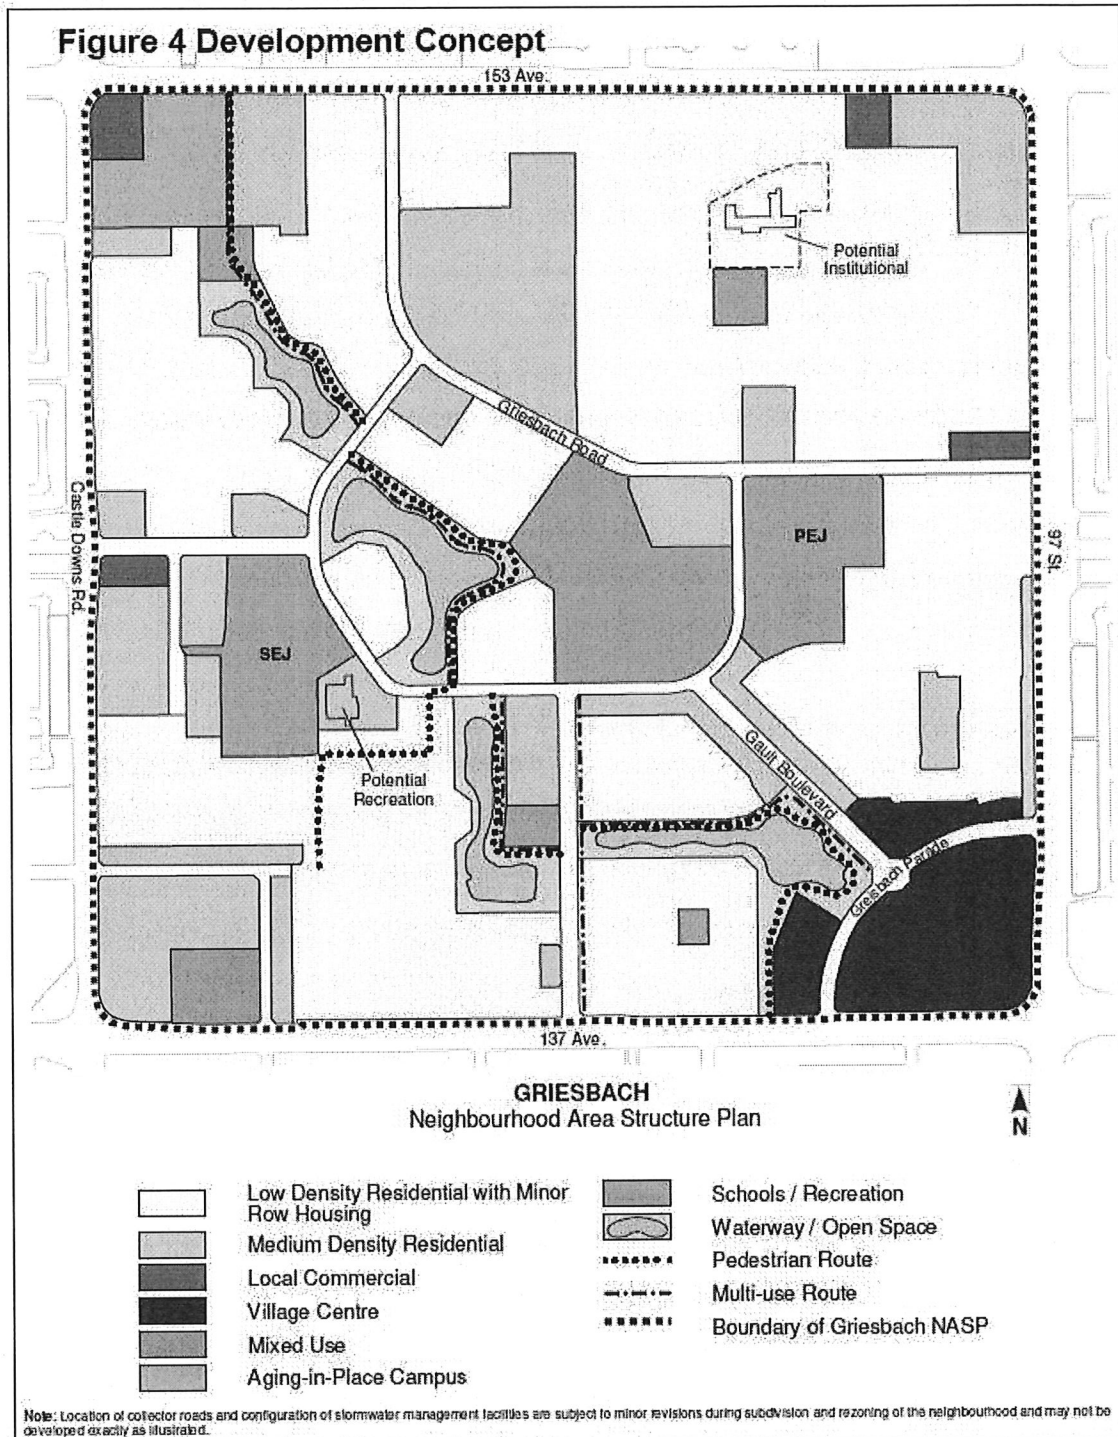 Figure 4 Development Concept
153 Ave.
Potential
Institutional
Griesbach Road
Castle Downs Rd.
97 St.
PEJ
SEJ
Potential
Recreation
Gault Boulevard
Greisbach Parade
137 Ave.
GRIESBACH
Neighbourhood Area Structure Plan
N
Low Density Residential with Minor
Row Housing
Medium Density Residential
Local Commercial
Village Centre
Mixed Use
Aging-in-Place Campus
Schools / Recreation
Waterway / Open Space
Pedestrian Route
Multi-use Route
Boundary of Griesbach NASP
Note: Location of collector roads and configuration of stormwater management facilities are subject to minor revisions during subdivision and rezoning of the neighbourhood and may not be
developed exactly as illustrated.